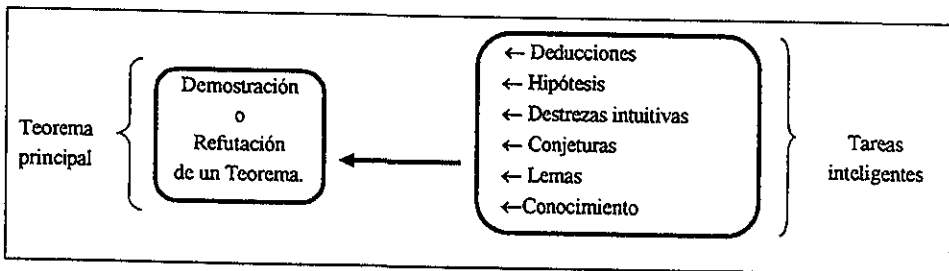 Teorema
principal
Demostración
o
Refutación
de un Teorema.
← Deducciones
← Hipótesis
← Destrezas intuitivas
← Conjeturas
← Lemas
←Conocimiento
Tareas
inteligentes